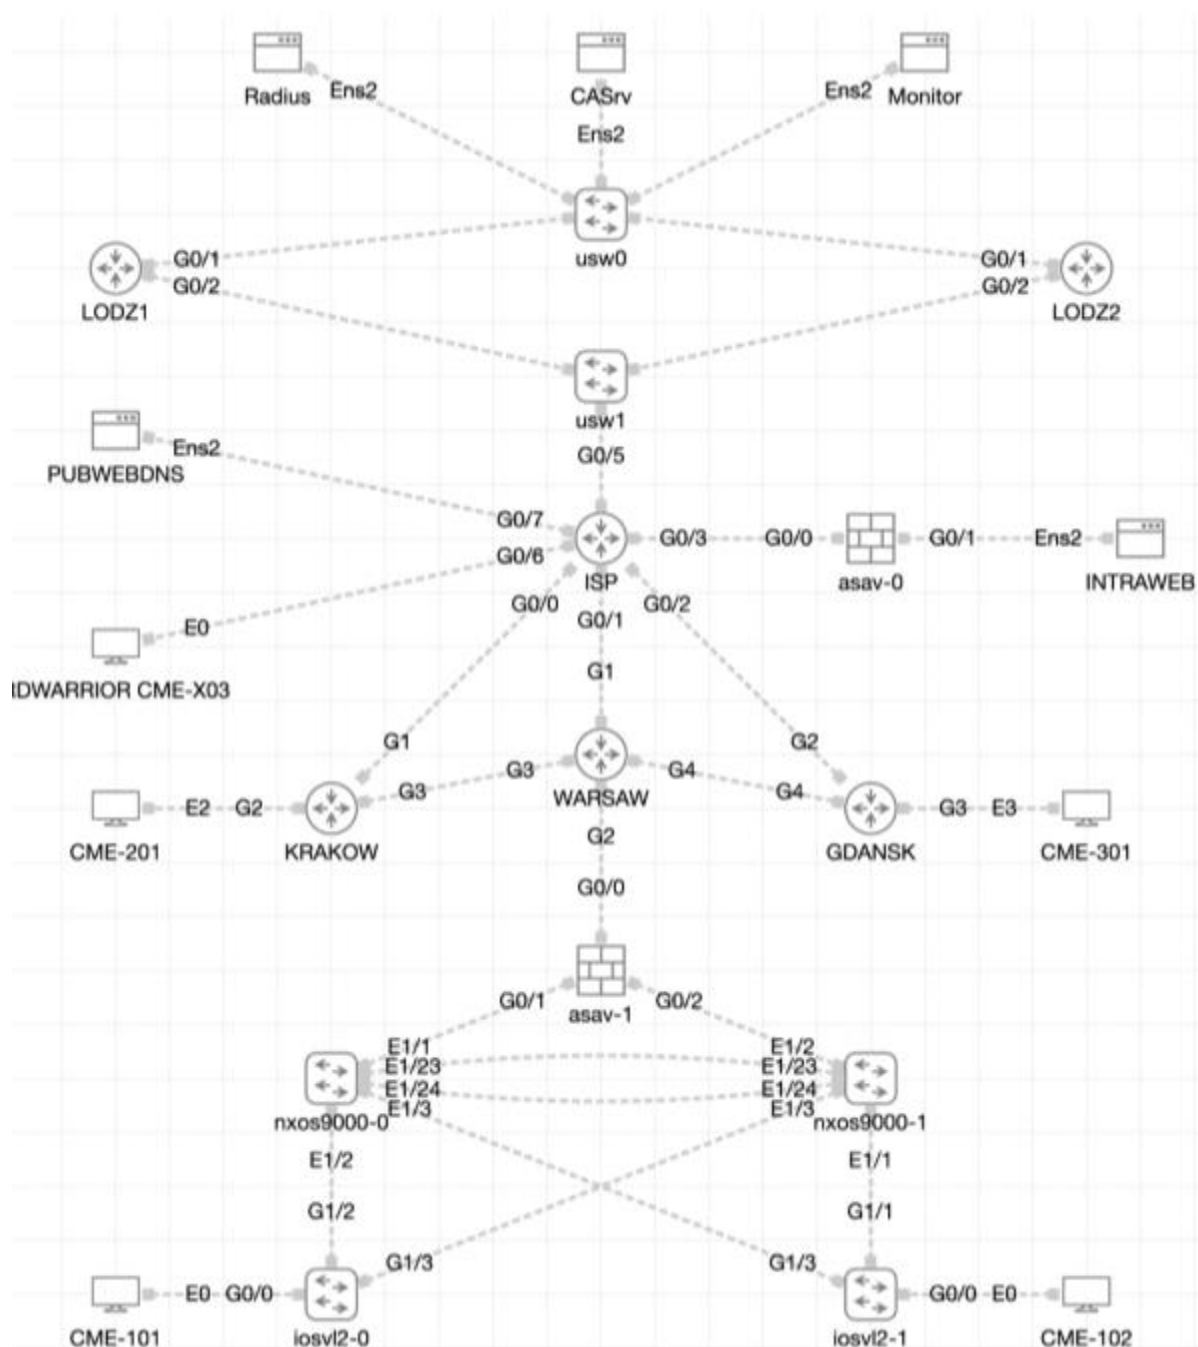 Radius
Ens2
CASrv
Ens2
Ens2
Monitor
usw0
G0/1
G0/2
LODZ1
G0/1
G0/2
LODZ2
usw1
G0/5
Ens2
PUBWEBDNS
G0/7
G0/6
G0/3
G0/0
G0/1
Ens2
ISP
asav-0
INTRAWEB
G0/0
G0/1
G0/2
E0
IDWARRIOR CME-X03
G1
G1
G2
G3
G4
WARSAW
G3
G4
E2
G2
G3
E3
CME-201
KRAKOW
G2
GDANSK
CME-301
G0/0
G0/1
G0/2
asav-1
E1/1
E1/2
E1/23
E1/23
E1/24
E1/24
E1/3
E1/3
nxos9000-0
nxos9000-1
E1/2
E1/1
G1/2
G1/1
G1/3
G1/3
E0
G0/0
G0/0
E0
CME-101
iosvl2-0
iosvl2-1
CME-102